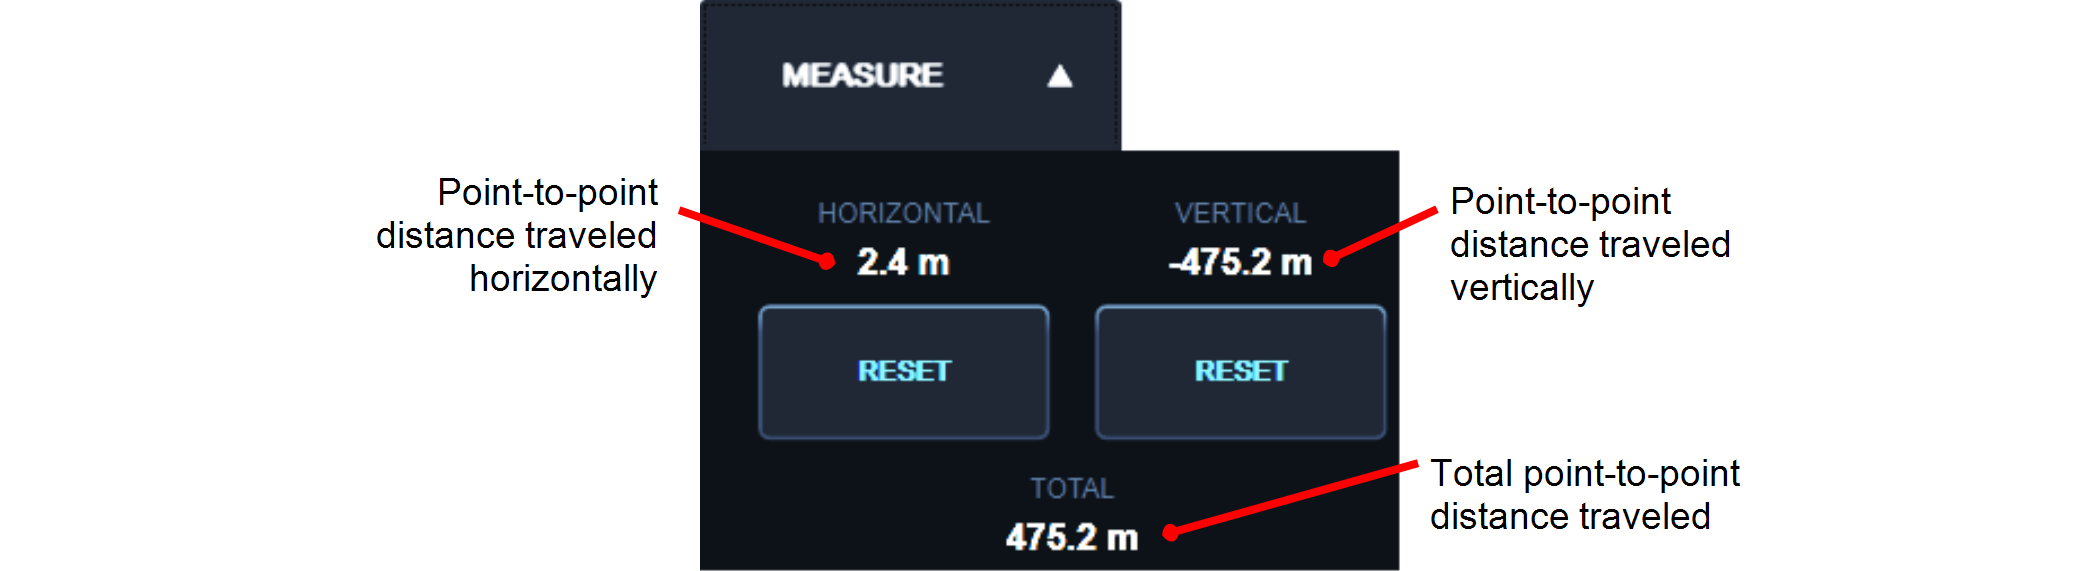 MEASURE ▲
Point-to-point
distance traveled
horizontally
HORIZONTAL
2.4 m
RESET
VERTICAL
-475.2 m
RESET
Point-to-point
distance traveled
vertically
TOTAL
475.2 m
Total point-to-point
distance traveled